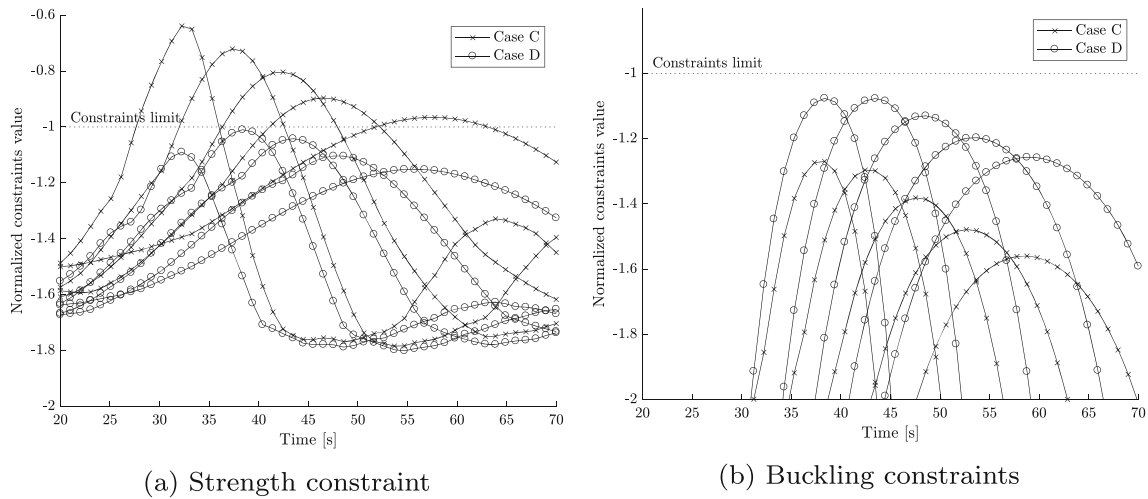 -0.6
-0.8
-1
-1.2
-1.4
-1.6
-1.8
-2
Normalized constraints value
Constraints limit
Case C
Case D
20 25 30 35 40 45 50 55 60 65 70
Time [s]
(a) Strength constraint
-1
-1.2
-1.4
-1.6
-1.8
-2
Normalized constraints value
Constraints limit
Case C
Case D
20 25 30 35 40 45 50 55 60 65 70
Time [s]
(b) Buckling constraints